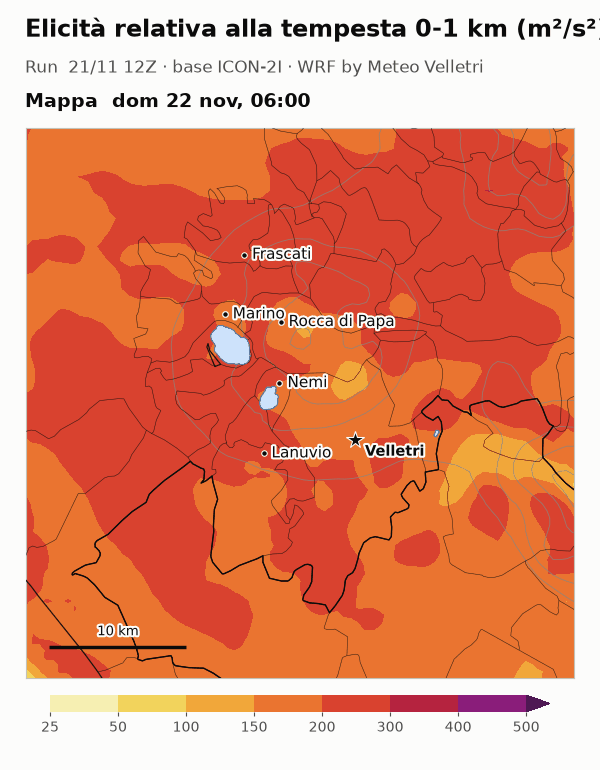 Elicità relativa alla tempesta 0-1 km (m²/s²)
Run 21/11 12Z · base ICON-2I · WRF by Meteo Velletri
Mappa dom 22 nov, 06:00
Frascati
Marino
Rocca di Papa
Nemi
Velletri
Lanuvio
10 km
25 50 100 150 200 300 400 500